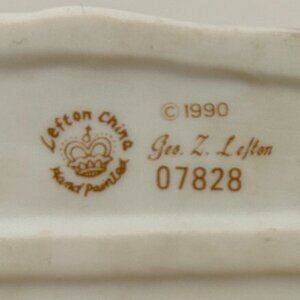 Lefton China
Hand Painted
© 1990
Geo. Z. Lefton
07828